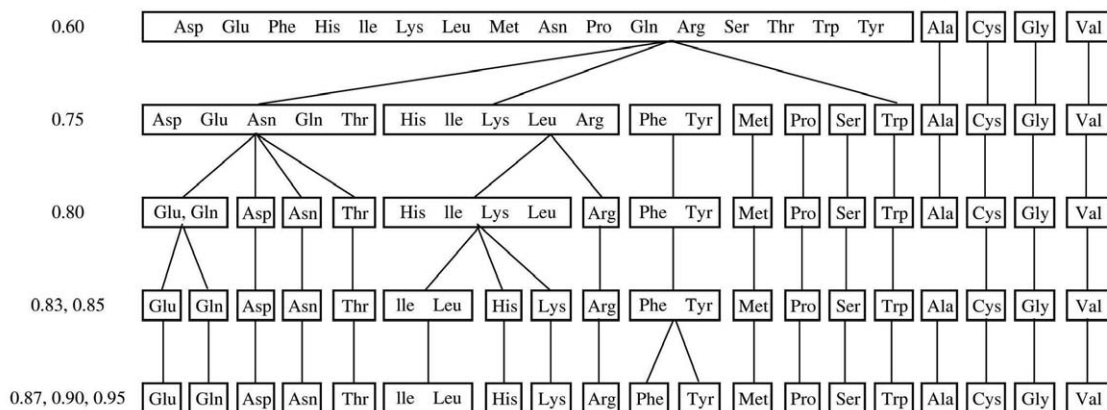 0.60 Asp Glu Phe His lle Lys Leu Met Asn Pro Gln Arg Ser Thr Trp Tyr Ala Cys Gly Val
0.75 Asp Glu Asn Gln Thr His lle Lys Leu Arg Phe Tyr Met Pro Ser Trp Ala Cys Gly Val
0.80 Glu, Gln Asp Asn Thr His lle Lys Leu Arg Phe Tyr Met Pro Ser Trp Ala Cys Gly Val
0.83, 0.85 Glu Gln Asp Asn Thr lle Leu His Lys Arg Phe Tyr Met Pro Ser Trp Ala Cys Gly Val
0.87, 0.90, 0.95 Glu Gln Asp Asn Thr lle Leu His Lys Arg Phe Tyr Met Pro Ser Trp Ala Cys Gly Val